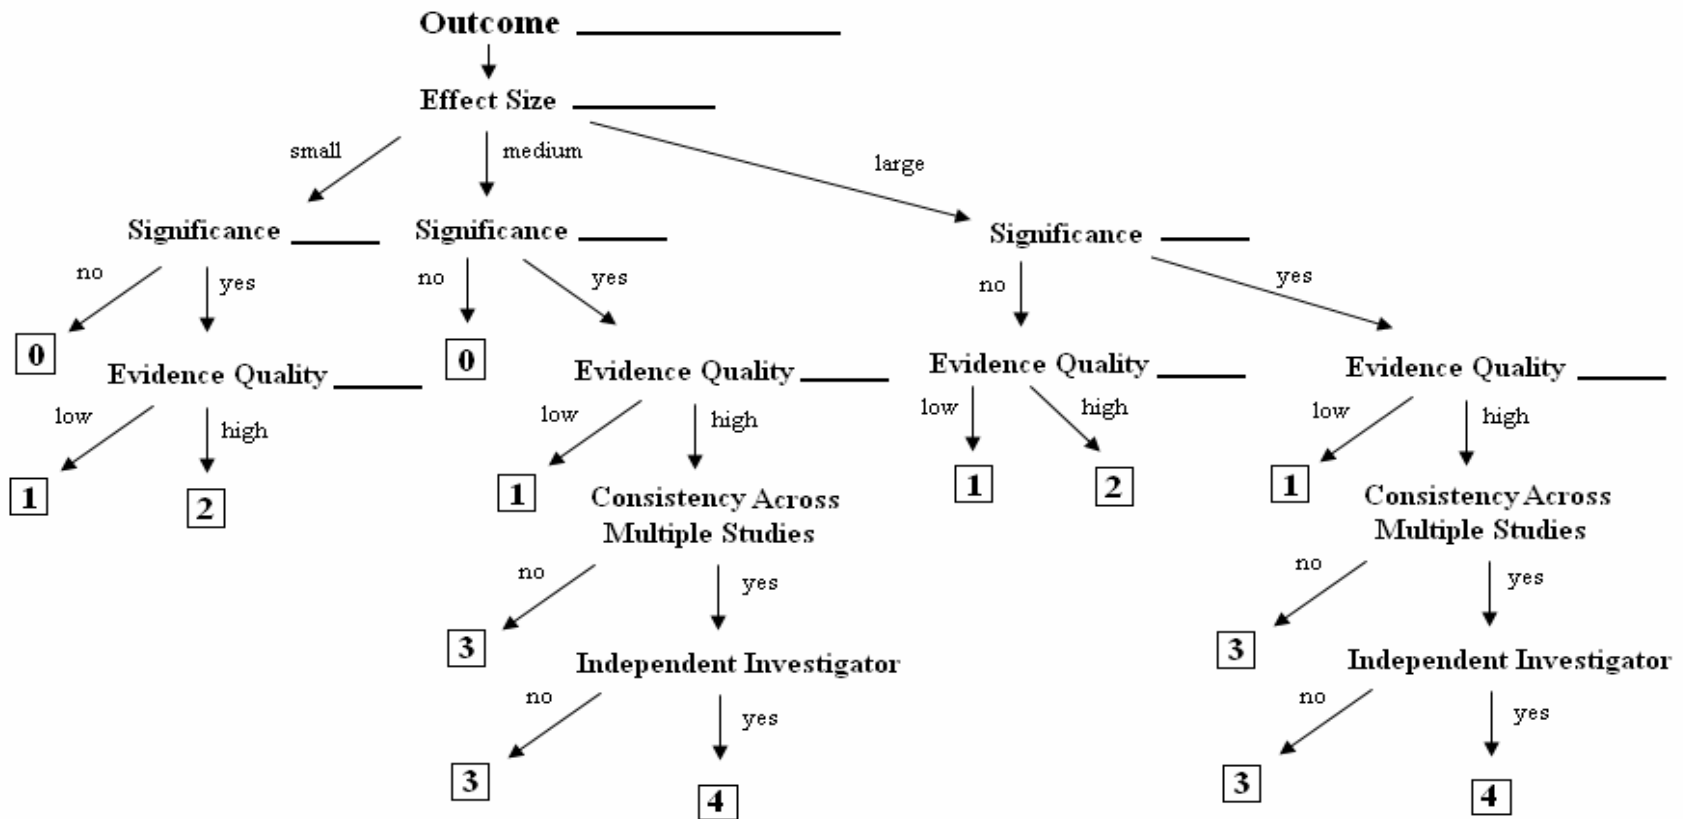 Outcome
Effect Size
small
medium
large
Significance
Significance
Significance
no
yes
no
yes
no
yes
0
Evidence Quality
0
Evidence Quality
Evidence Quality
Evidence Quality
low
high
low
high
low
high
low
high
1
2
1
Consistency Across
Multiple Studies
1
2
1
Consistency Across
Multiple Studies
no
yes
no
yes
3
Independent Investigator
3
Independent Investigator
no
yes
no
yes
3
4
3
4